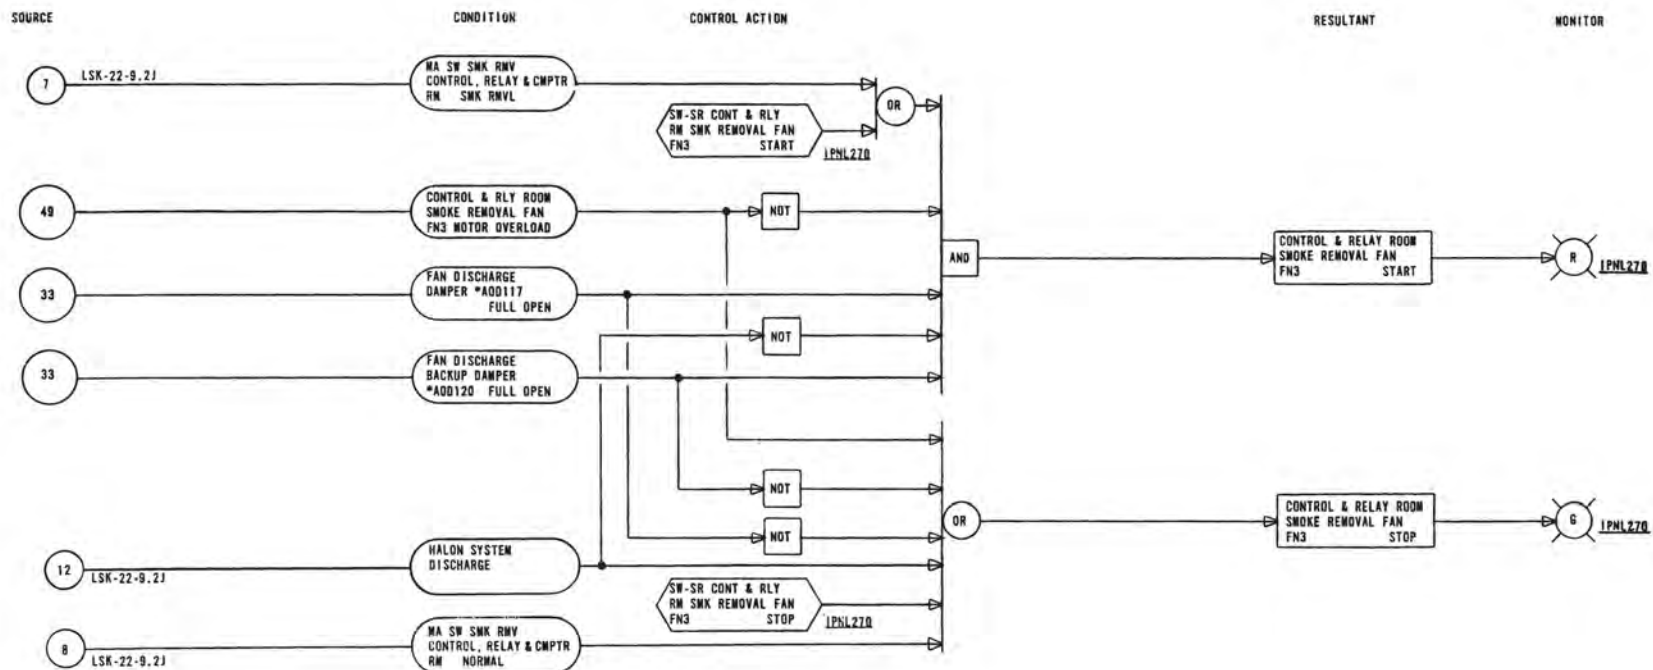 SOURCE
CONDITION
CONTROL ACTION
RESULTANT
MONITOR
7
LSK-22-9.2J
MA SW SMK RMV
CONTROL, RELAY & CMPTR
RM SMK RMVL
OR
SW-SR CONT & RLY
RM SMK REMOVAL FAN
FN3 START
1PNL270
49
CONTROL & RLY ROOM
SMOKE REMOVAL FAN
FN3 MOTOR OVERLOAD
NOT
AND
CONTROL & RELAY ROOM
SMOKE REMOVAL FAN
FN3 START
R
1PNL270
33
FAN DISCHARGE
DAMPER *AOD117
FULL OPEN
NOT
33
FAN DISCHARGE
BACKUP DAMPER
*AOD120 FULL OPEN
NOT
OR
CONTROL & RELAY ROOM
SMOKE REMOVAL FAN
FN3 STOP
G
1PNL270
NOT
12
LSK-22-9.2J
HALON SYSTEM
DISCHARGE
SW-SR CONT & RLY
RM SMK REMOVAL FAN
FN3 STOP
1PNL270
8
LSK-22-9.2J
MA SW SMK RMV
CONTROL, RELAY & CMPTR
RM NORMAL